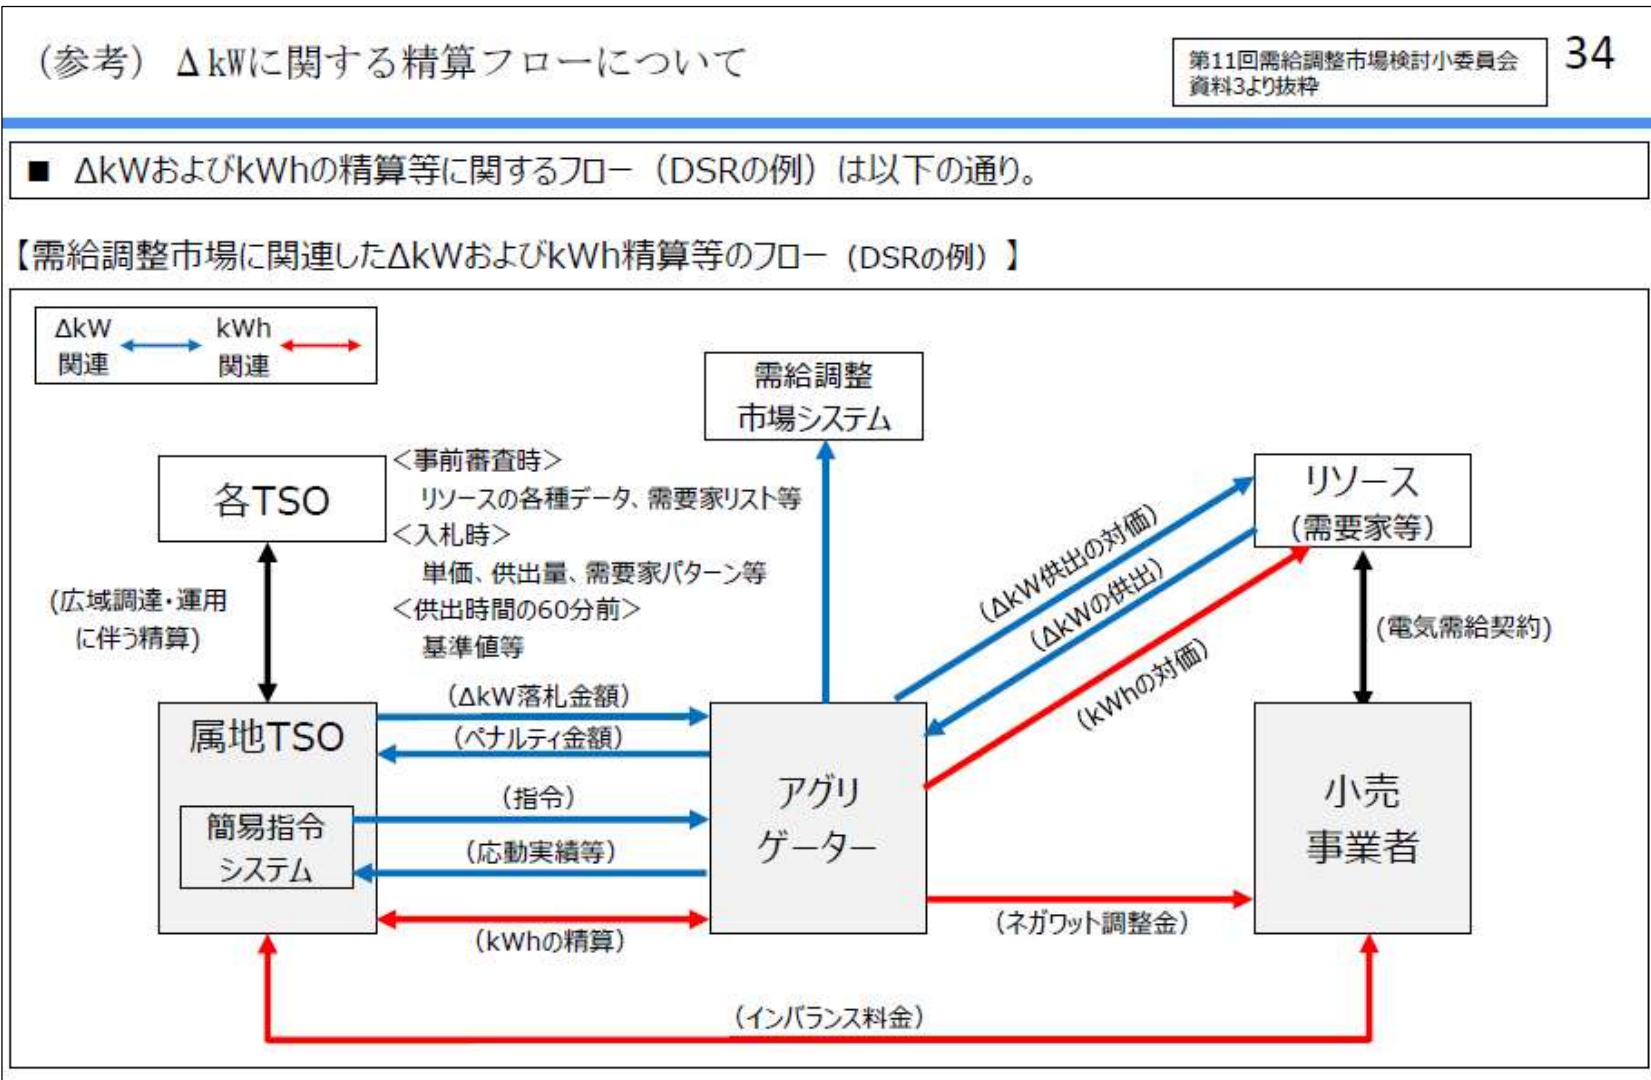 (参考) ΔkWに関する精算フローについて
第11回需給調整市場検討小委員会
資料3より抜粋
34
■ ΔkWおよびkWhの精算等に関するフロー（DSRの例）は以下の通り。
【需給調整市場に関連したΔkWおよびkWh精算等のフロー（DSRの例）】
ΔkW
関連
kWh
関連
需給調整
市場システム
各TSO
＜事前審査時＞
リソースの各種データ、需要家リスト等
＜入札時＞
単価、供出量、需要家パターン等
＜供出時間の60分前＞
基準値等
リソース
(需要家等)
(広域調達・運用
に伴う精算)
(ΔkW供出の対価)
(ΔkWの供出)
(kWhの対価)
(電気需給契約)
属地TSO
簡易指令
システム
(ΔkW落札金額)
(ペナルティ金額)
(指令)
(応動実績等)
(kWhの精算)
アグリ
ゲーター
小売
事業者
(ネガワット調整金)
(インバランス料金)